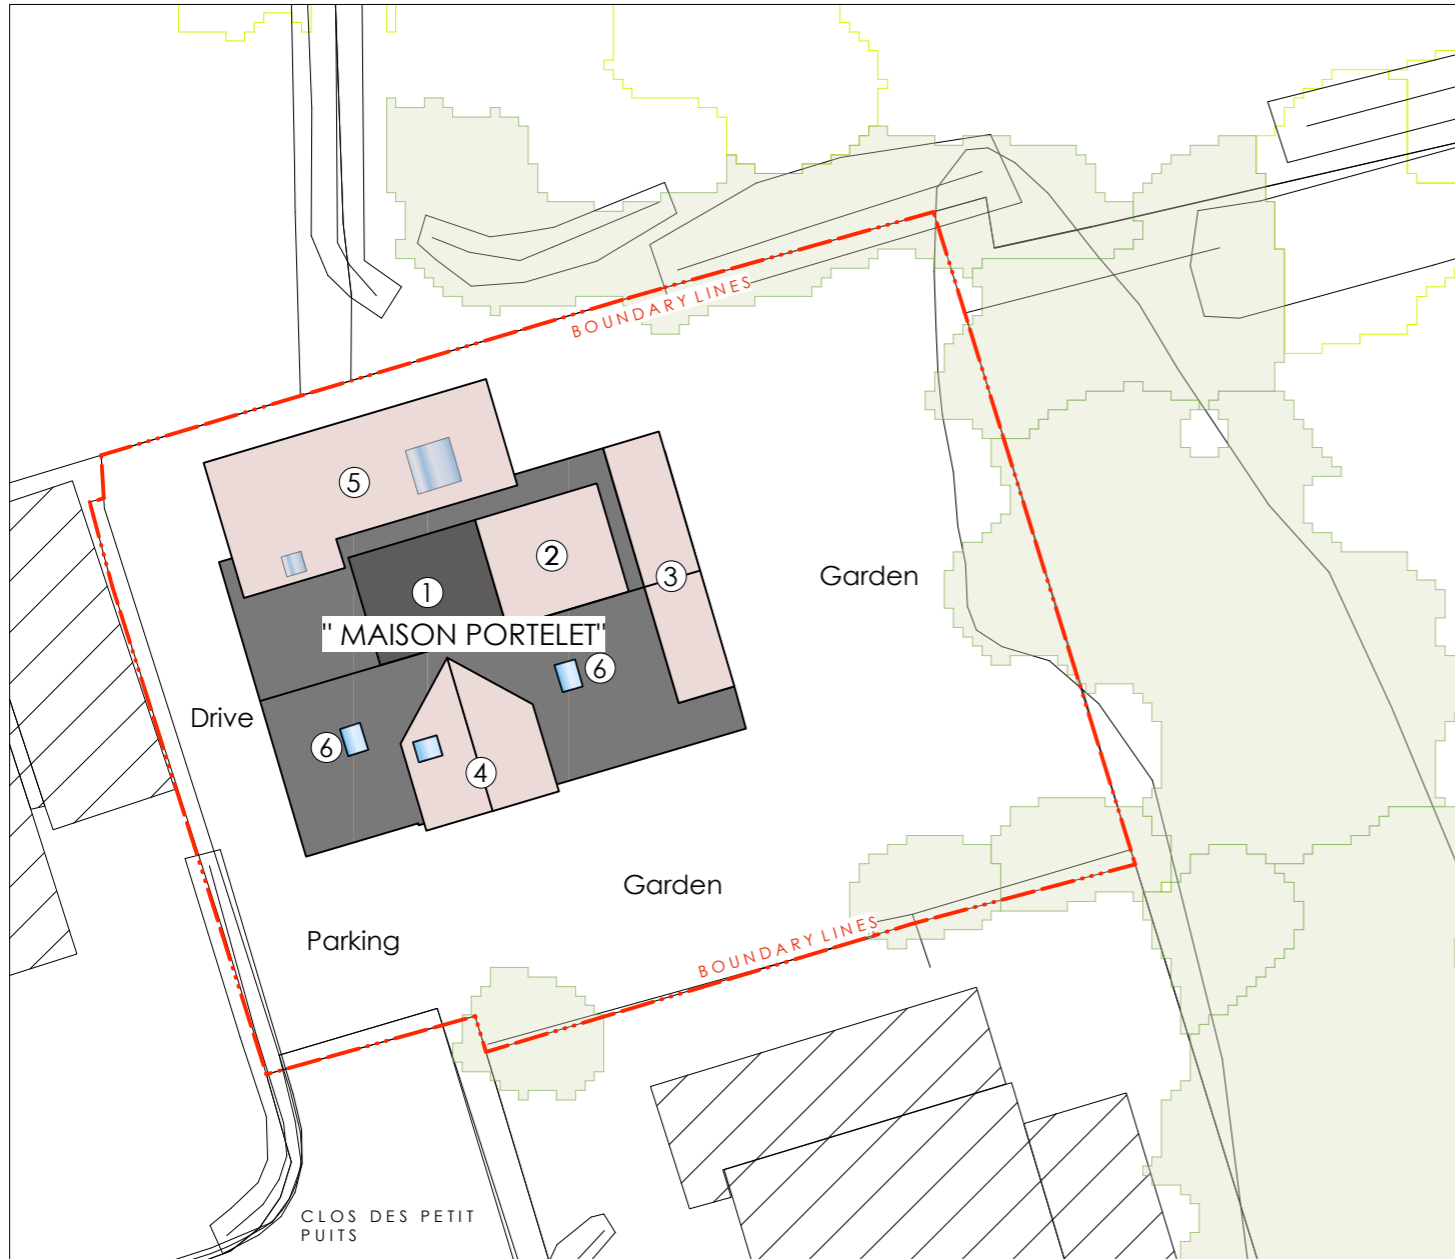 BOUNDARY LINES
5
2
3
1
Garden
" MAISON PORTELET"
6
Drive
6
4
Garden
BOUNDARY LINES
Parking
CLOS DES PETIT
PUITS